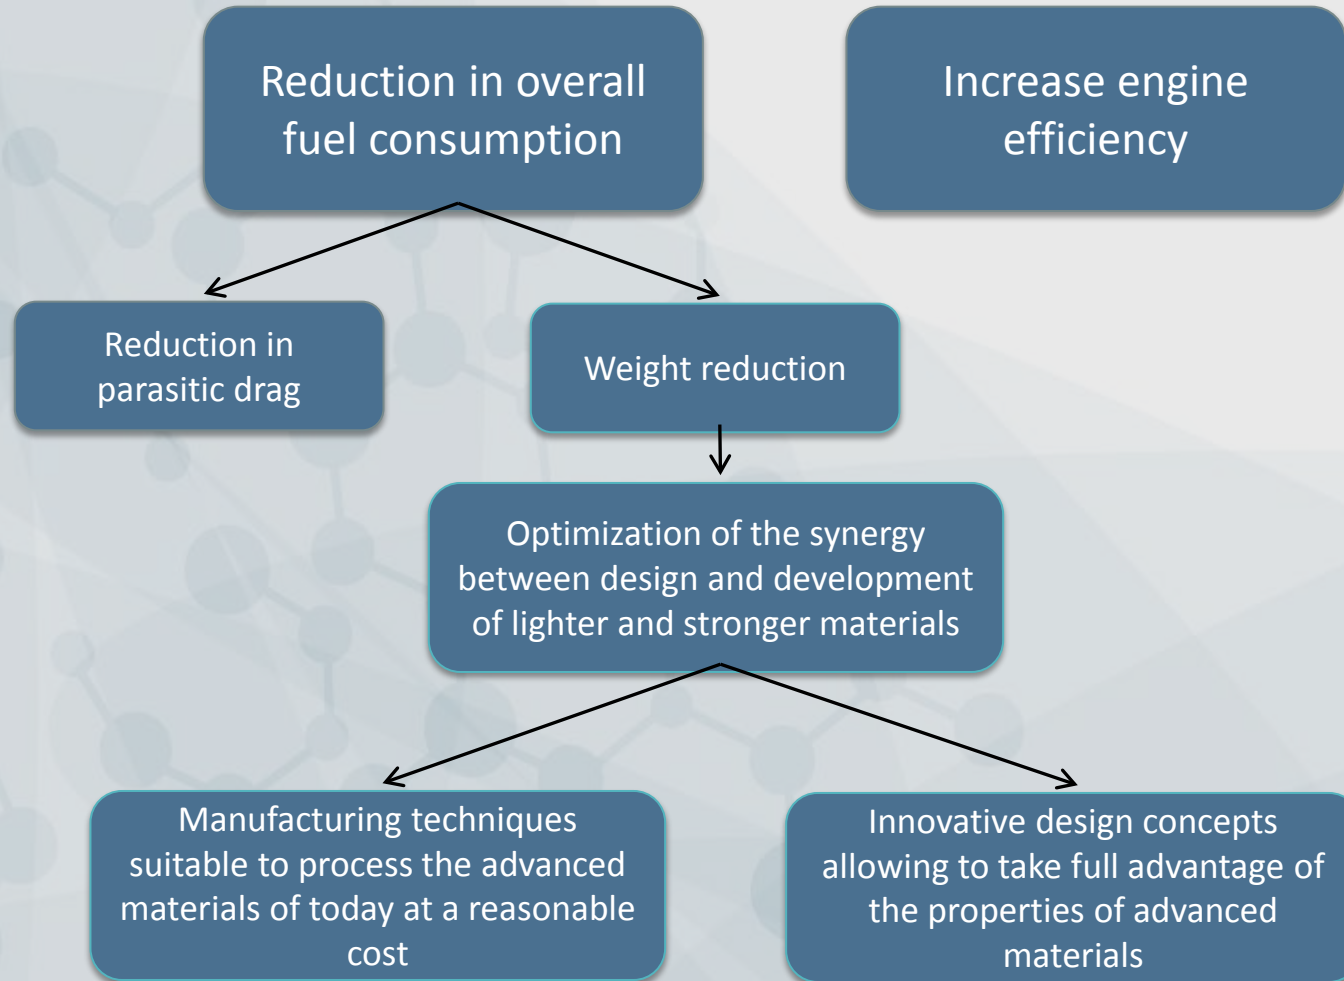 Reduction in overall
fuel consumption
Increase engine
efficiency
Reduction in
parasitic drag
Weight reduction
Optimization of the synergy
between design and development
of lighter and stronger materials
Manufacturing techniques
suitable to process the advanced
materials of today at a reasonable
cost
Innovative design concepts
allowing to take full advantage of
the properties of advanced
materials